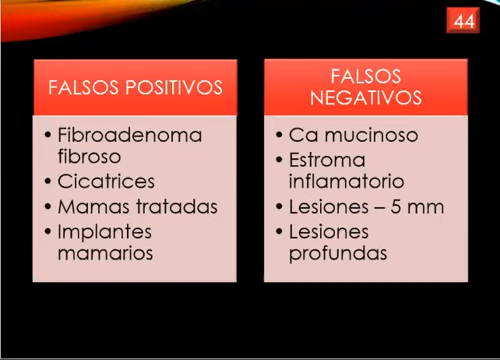 44
FALSOS POSITIVOS
• Fibroadenoma
fibroso
• Cicatrices
• Mamas tratadas
• Implantes
mamarios
FALSOS
NEGATIVOS
• Ca mucinoso
• Estroma
inflamatorio
• Lesiones – 5 mm
• Lesiones
profundas